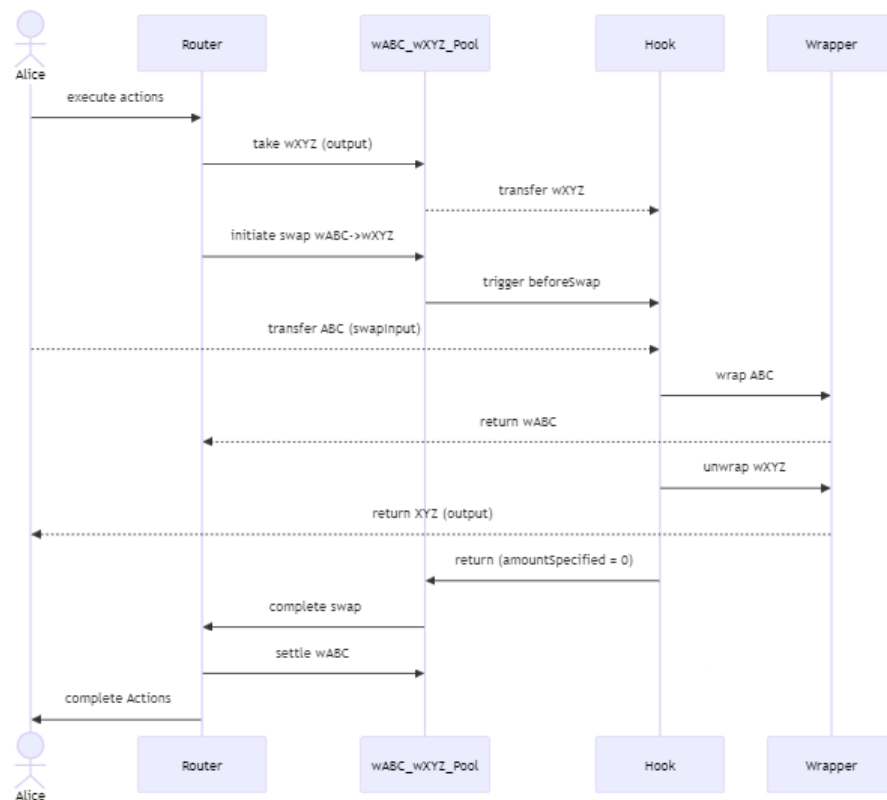 Router
wABC_wXYZ_Pool
Hook
Wrapper
Alice
execute actions
take wXYZ (output)
transfer wXYZ
initiate swap wABC->wXYZ
trigger beforeSwap
transfer ABC (swapInput)
wrap ABC
return wABC
unwrap wXYZ
return XYZ (output)
return (amountSpecified = 0)
complete swap
settle wABC
complete Actions
Router
wABC_wXYZ_Pool
Hook
Wrapper
Alice